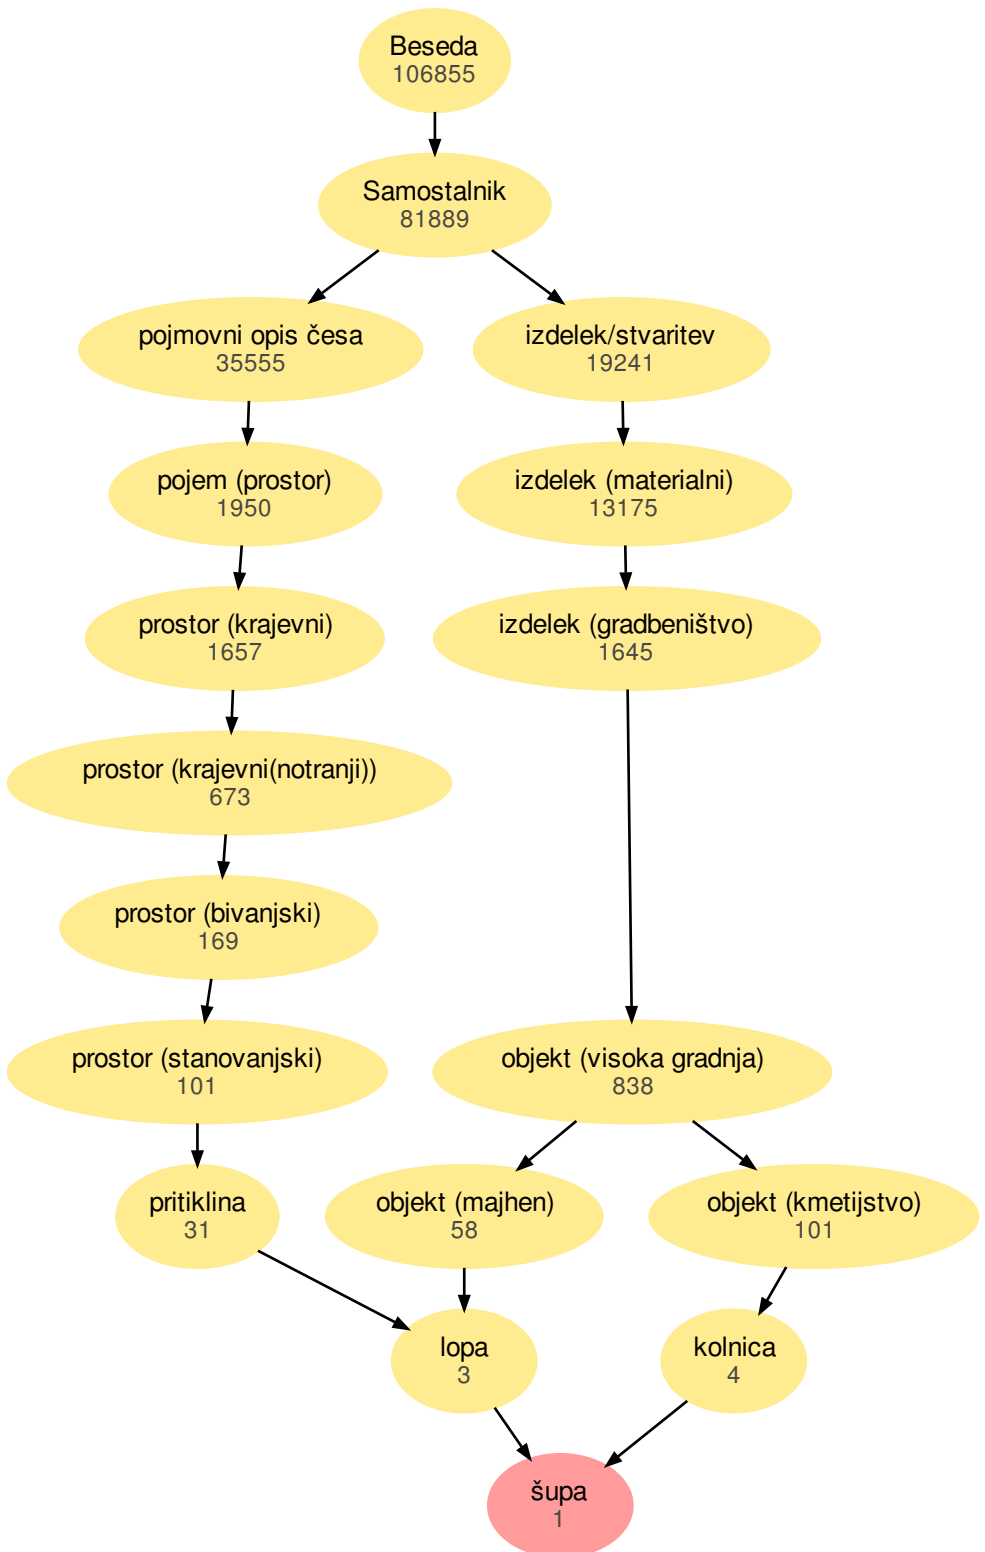 Beseda
106855
Samostalnik
81889
pojmovni opis česa
35555
izdelek/stvaritev
19241
pojem (prostor)
1950
izdelek (materialni)
13175
prostor (krajevni)
1657
izdelek (gradbeništvo)
1645
prostor (krajevni(notranji))
673
prostor (bivanjski)
169
prostor (stanovanjski)
101
objekt (visoka gradnja)
838
pritiklina
31
objekt (majhen)
58
objekt (kmetijstvo)
101
lopa
3
kolnica
4
šupa
1